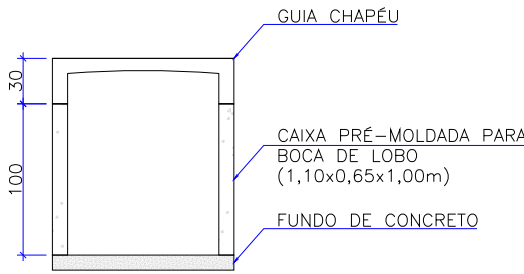 GUIA CHAPÉU
30
CAIXA PRÉ-MOLDADA PARA
BOCA DE LOBO
(1,10x0,65x1,00m)
100
FUNDO DE CONCRETO